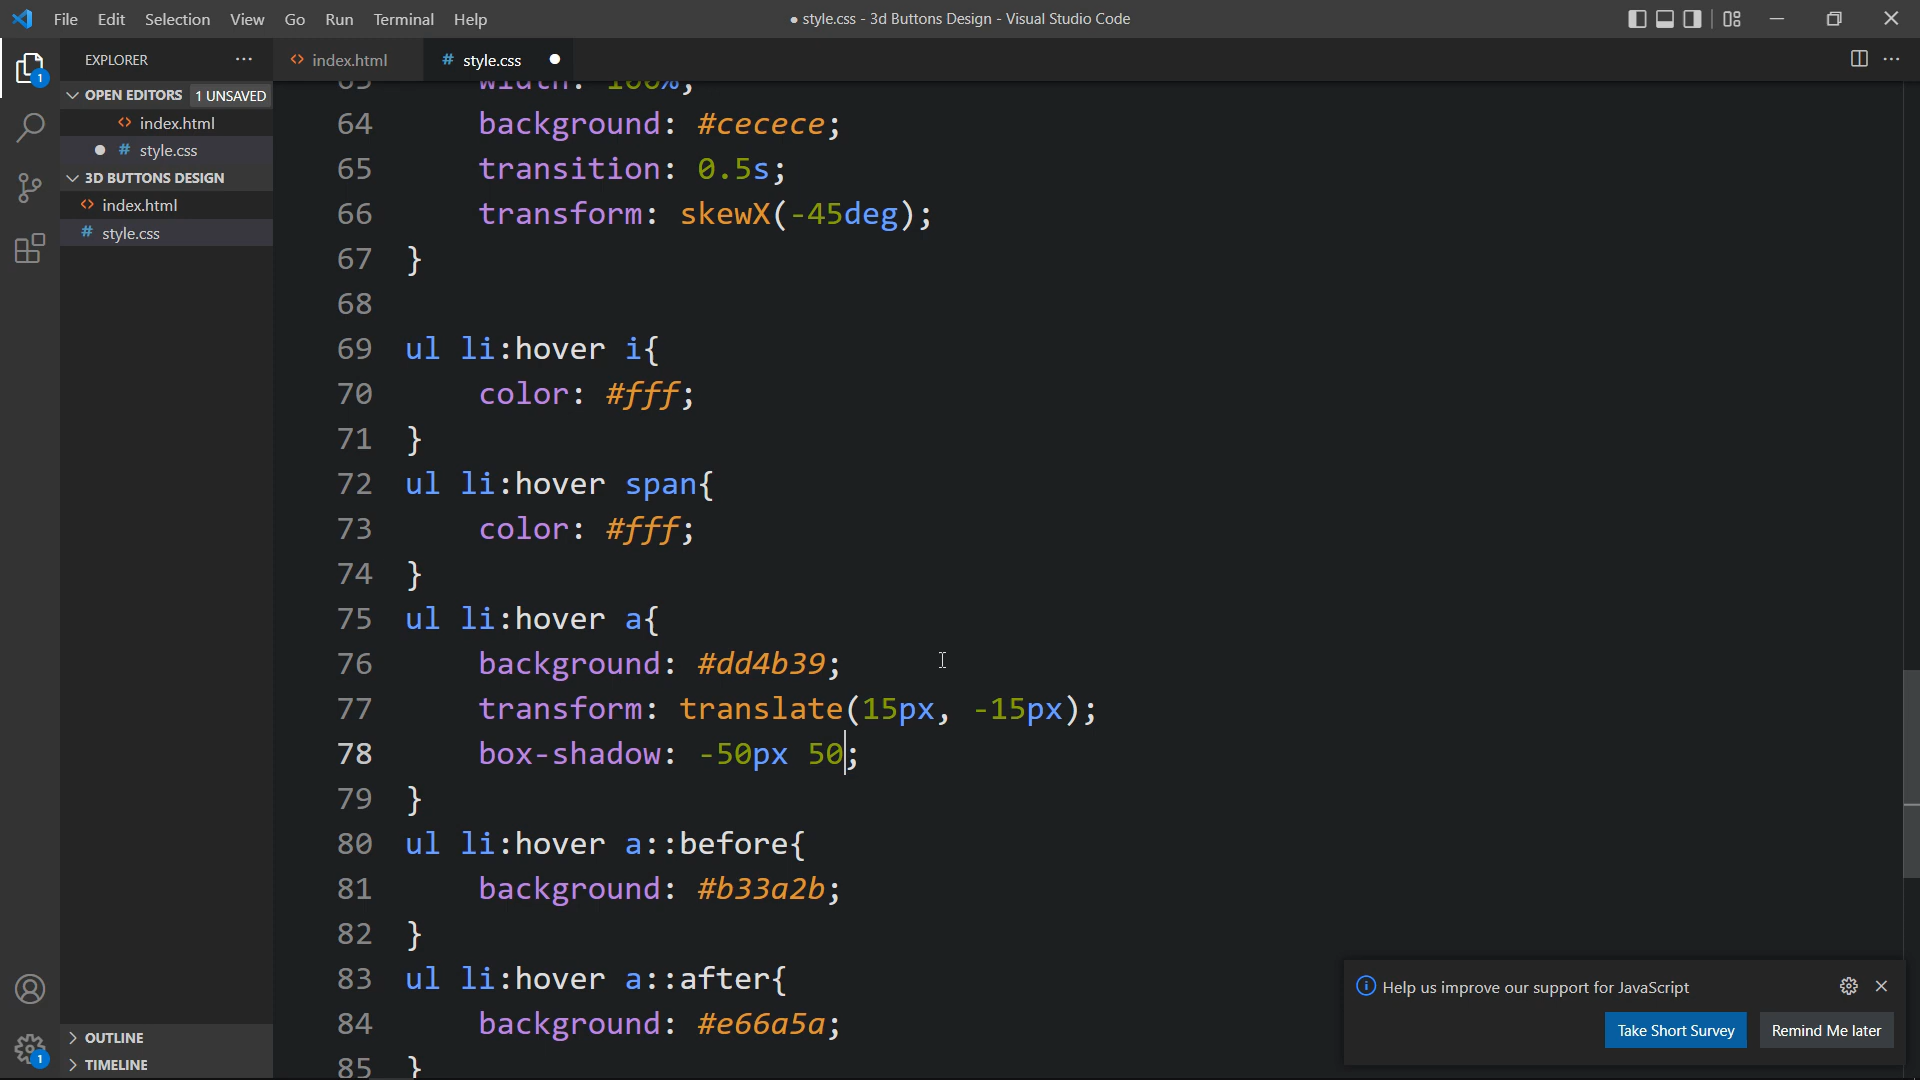 File Edit Selection View Go Run Terminal Help
● style.css - 3d Buttons Design - Visual Studio Code
EXPLORER ···
<> index.html
# style.css ●
OPEN EDITORS 1 UNSAVED
<> index.html
● # style.css
3D BUTTONS DESIGN
<> index.html
# style.css
63 width: 100%;
64 background: #cecece;
65 transition: 0.5s;
66 transform: skewX(-45deg);
67 }
68
69 ul li:hover i{
70 color: #fff;
71 }
72 ul li:hover span{
73 color: #fff;
74 }
75 ul li:hover a{
76 background: #dd4b39;
77 transform: translate(15px, -15px);
78 box-shadow: -50px 50;
79 }
80 ul li:hover a::before{
81 background: #b33a2b;
82 }
83 ul li:hover a::after{
84 background: #e66a5a;
85 }
OUTLINE
TIMELINE
1
1
Help us improve our support for JavaScript
Take Short Survey
Remind Me later